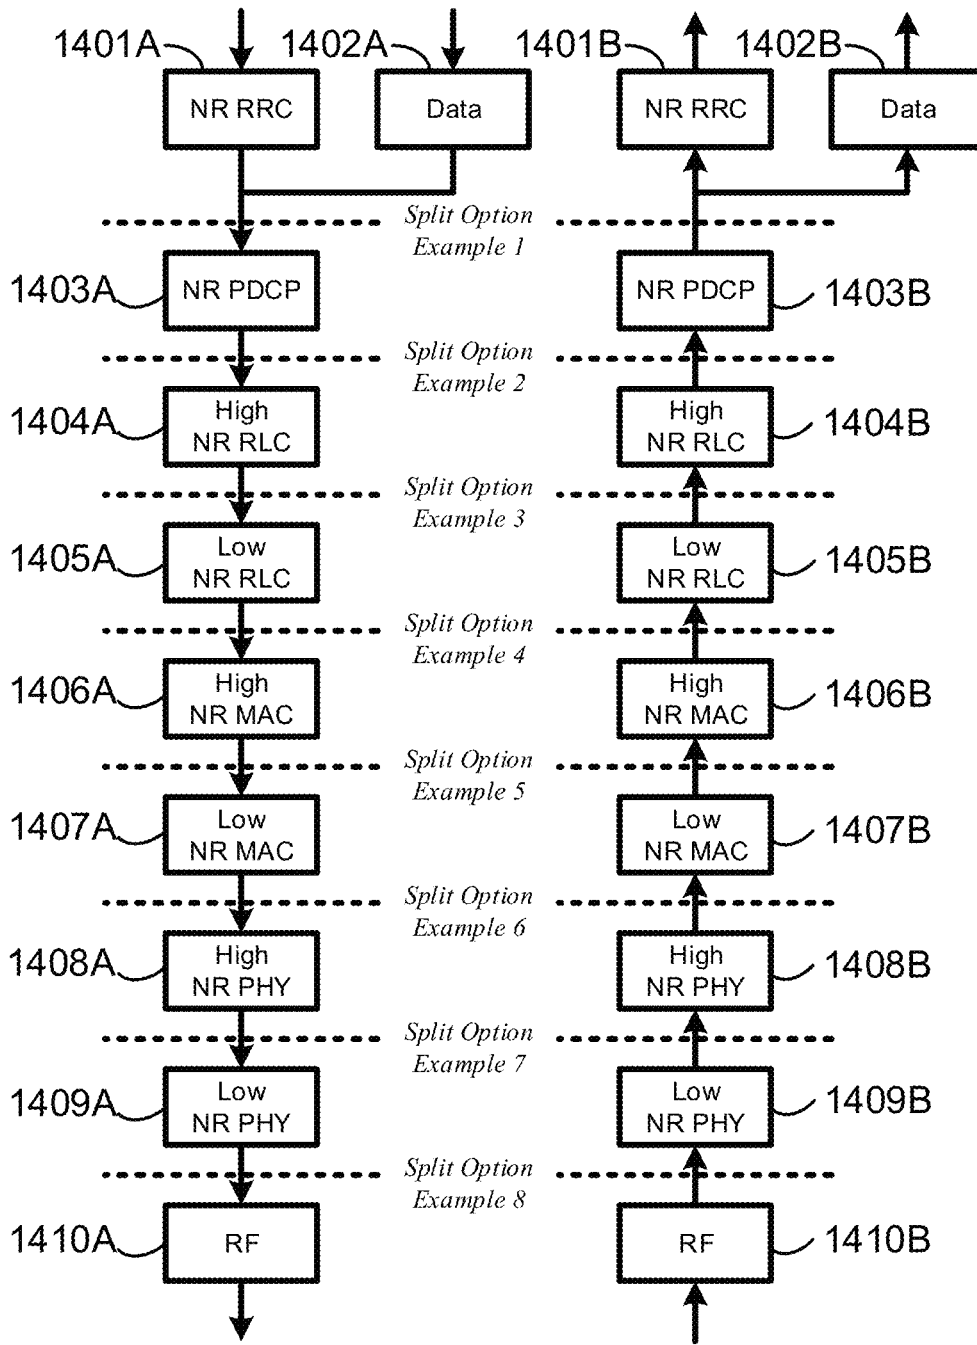 1401A 1402A 1401B 1402B
NR RRC Data NR RRC Data
Split Option
Example 1
1403A NR PDCP NR PDCP 1403B
Split Option
Example 2
1404A High High 1404B
NR RLC NR RLC
Split Option
Example 3
1405A Low Low 1405B
NR RLC NR RLC
Split Option
Example 4
1406A High High 1406B
NR MAC NR MAC
Split Option
Example 5
1407A Low Low 1407B
NR MAC NR MAC
Split Option
Example 6
1408A High High 1408B
NR PHY NR PHY
Split Option
Example 7
1409A Low Low 1409B
NR PHY NR PHY
Split Option
Example 8
1410A RF RF 1410B